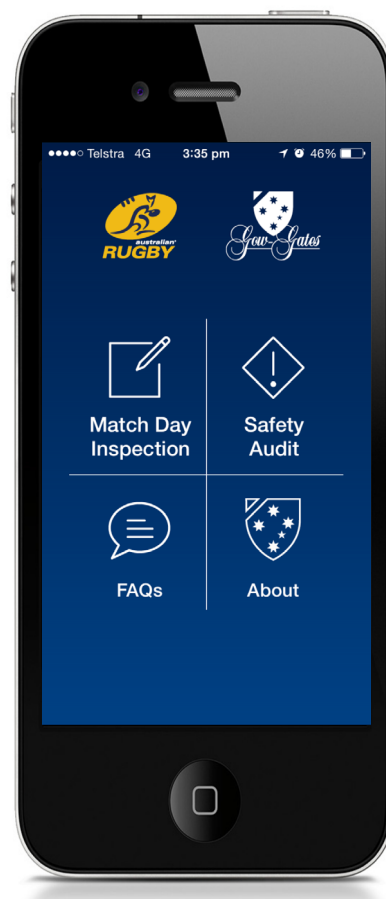 Telstra 4G 3:35 pm 46%
australian
RUGBY
Gow-Gates
Match Day
Inspection
Safety
Audit
FAQs
About